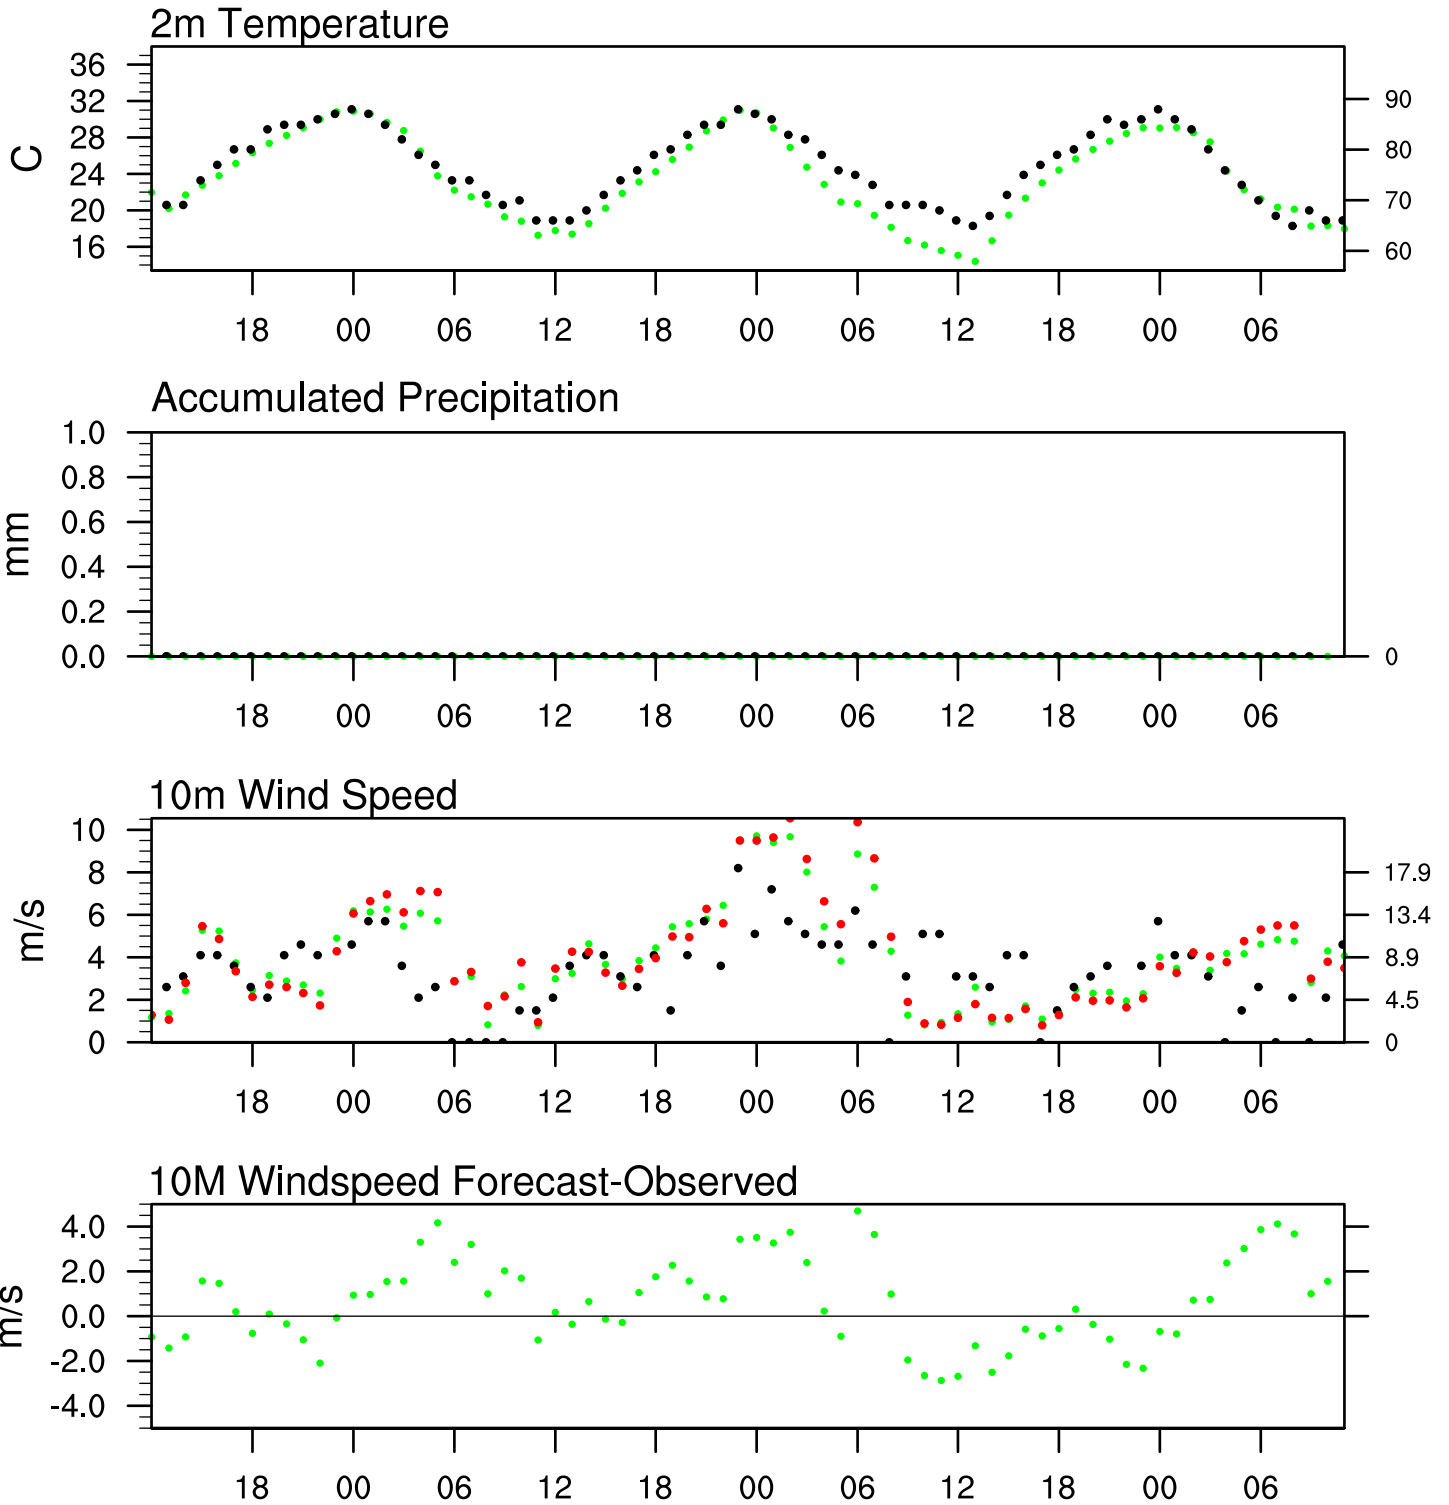 2m Temperature
36
32
28
24
20
16
C
90
80
70
60
18 00 06 12 18 00 06 12 18 00 06
Accumulated Precipitation
1.0
0.8
0.6
0.4
0.2
0.0
mm
0
18 00 06 12 18 00 06 12 18 00 06
10m Wind Speed
10
8
6
4
2
0
m/s
17.9
13.4
8.9
4.5
0
18 00 06 12 18 00 06 12 18 00 06
10M Windspeed Forecast-Observed
4.0
2.0
0.0
-2.0
-4.0
m/s
18 00 06 12 18 00 06 12 18 00 06